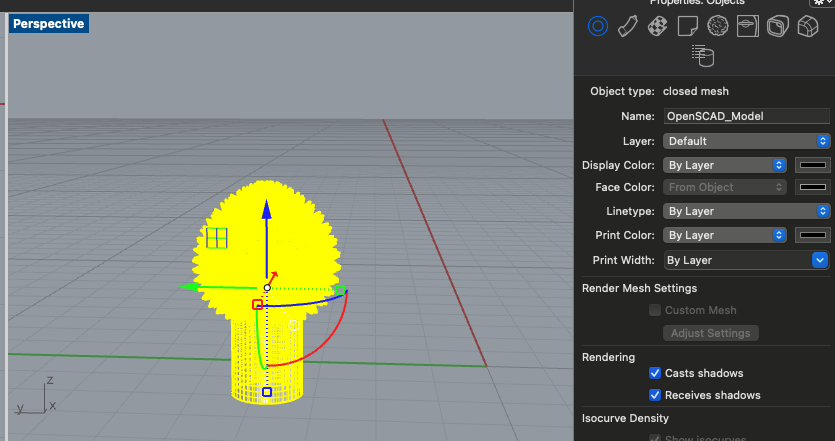 Properties: Objects
Perspective
Object type: closed mesh
Name: OpenSCAD_Model
Layer: Default
Display Color: By Layer
Face Color: From Object
Linetype: By Layer
Print Color: By Layer
Print Width: By Layer
Render Mesh Settings
Custom Mesh
Adjust Settings
Rendering
Casts shadows
Receives shadows
Isocurve Density
Show isocurves
z
y x